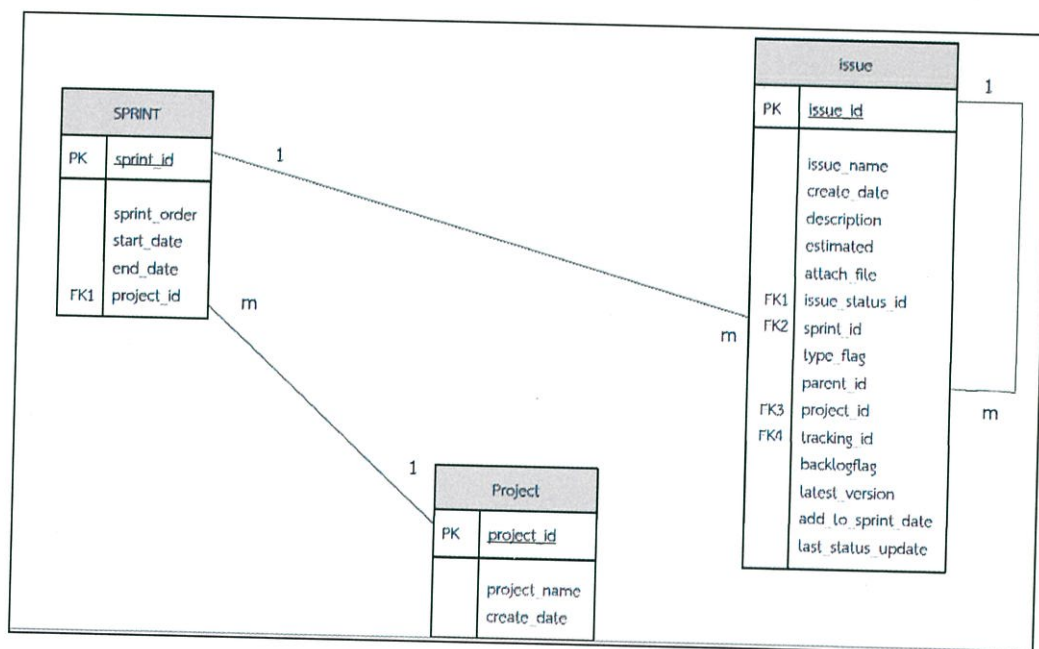 SPRINT
PK sprint_id
sprint_order
start_date
end_date
FK1 project_id
1
m
m
1
issue
PK issue_id
issue_name
create_date
description
estimated
attach_file
FK1 issue_status_id
FK2 sprint_id
type_flag
parent_id
FK3 project_id
FK4 tracking_id
backlogflag
latest_version
add_to_sprint_date
last_status_update
1
m
Project
PK project_id
project_name
create_date